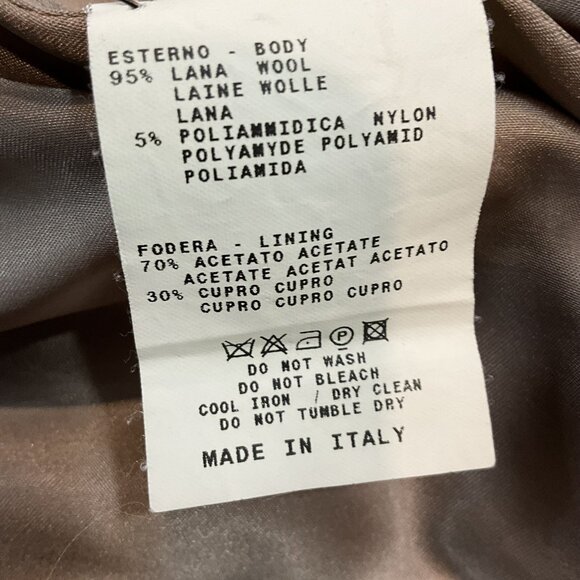 ESTERNO - BODY
95% LANA WOOL
LAINE WOLLE
LANA
5% POLIAMMIDICA NYLON
POLYAMYDE POLYAMID
POLIAMIDA
FODERA - LINING
70% ACETATO ACETATE
ACETATE ACETAT ACETATO
30% CUPRO CUPRO
CUPRO CUPRO CUPRO
P
DO NOT WASH
DO NOT BLEACH
COOL IRON / DRY CLEAN
DO NOT TUMBLE DRY
MADE IN ITALY